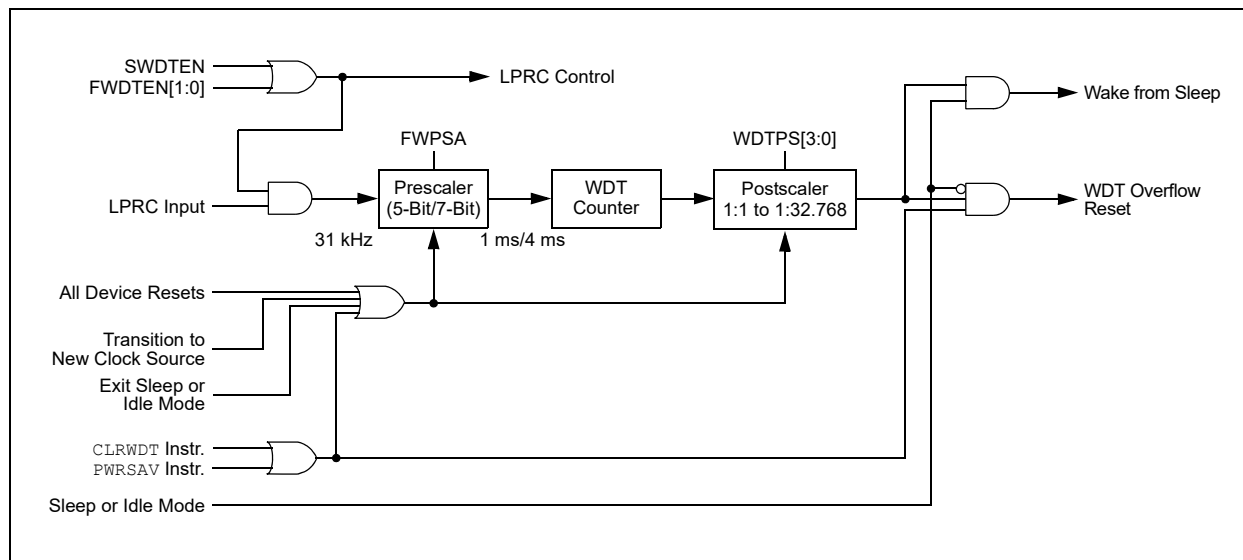 SWDTEN
FWDTEN[1:0]
LPRC Control
Wake from Sleep
FWPSA
WDTPS[3:0]
LPRC Input
Prescaler
(5-Bit/7-Bit)
WDT
Counter
Postscaler
1:1 to 1:32.768
WDT Overflow
Reset
31 kHz
1 ms/4 ms
All Device Resets
Transition to
New Clock Source
Exit Sleep or
Idle Mode
CLRWDT Instr.
PWRSAV Instr.
Sleep or Idle Mode